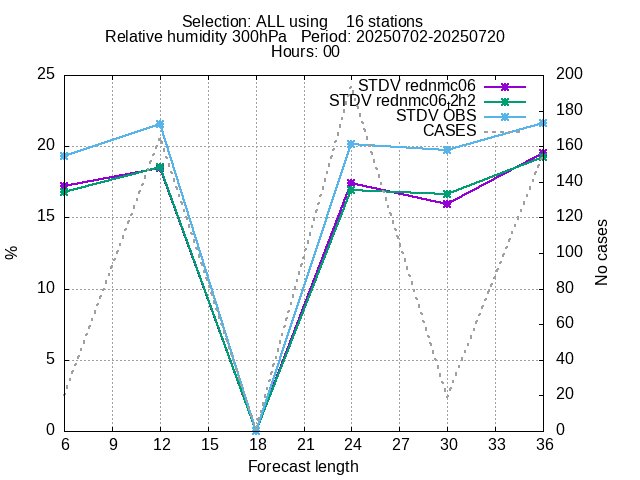 Selection: ALL using 16 stations
Relative humidity 300hPa Period: 20250702-20250720
Hours: 00
STDV rednmc06
STDV rednmc06,2h2
STDV OBS
CASES
25
20
15
10
5
0
%
200
180
160
140
120
100
80
60
40
20
0
No cases
6 9 12 15 18 21 24 27 30 33 36
Forecast length